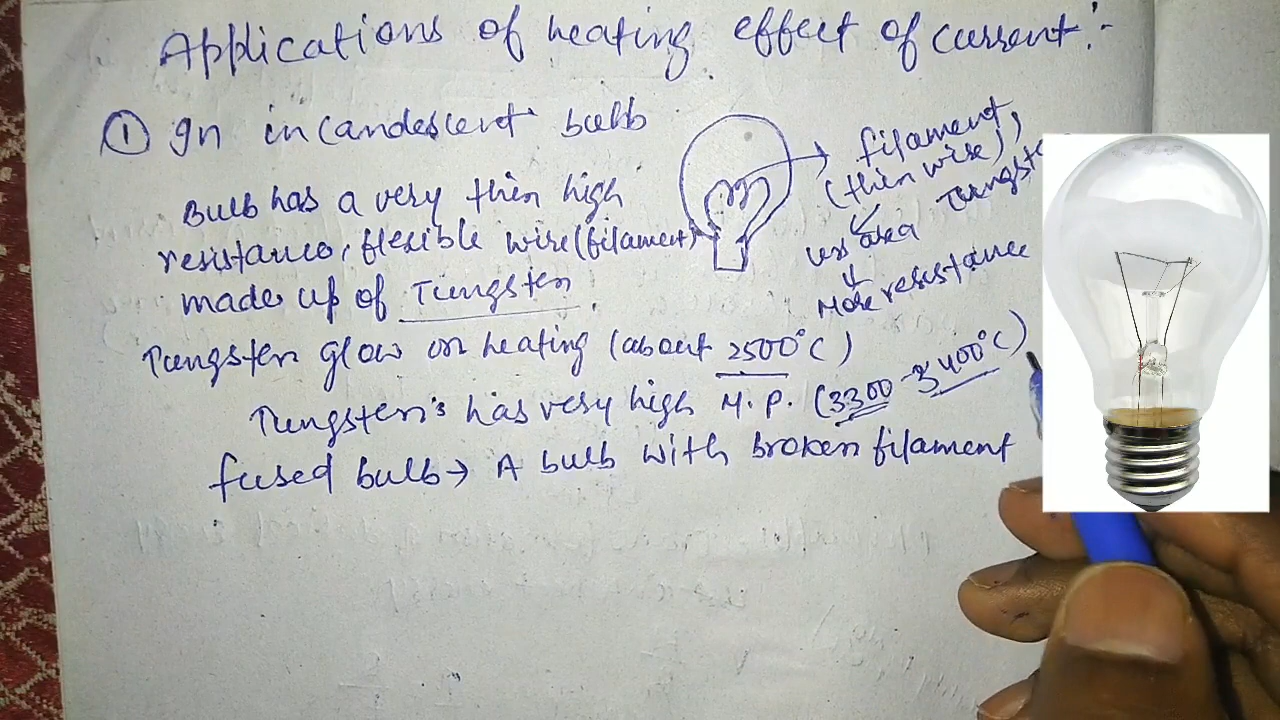 Applications of heating effect of current:-
① In incandescent bulb
Bulb has a very thin high
resistance, flexible wire (filament)
made up of Tungsten.
filament,
(thin wire),
Tungste
less area
↓
More resistance
Tungsten glow on heating (about 2500°C)
Tungsten's has very high M.P. (3300-3400°C)
fused bulb → A bulb with broken filament